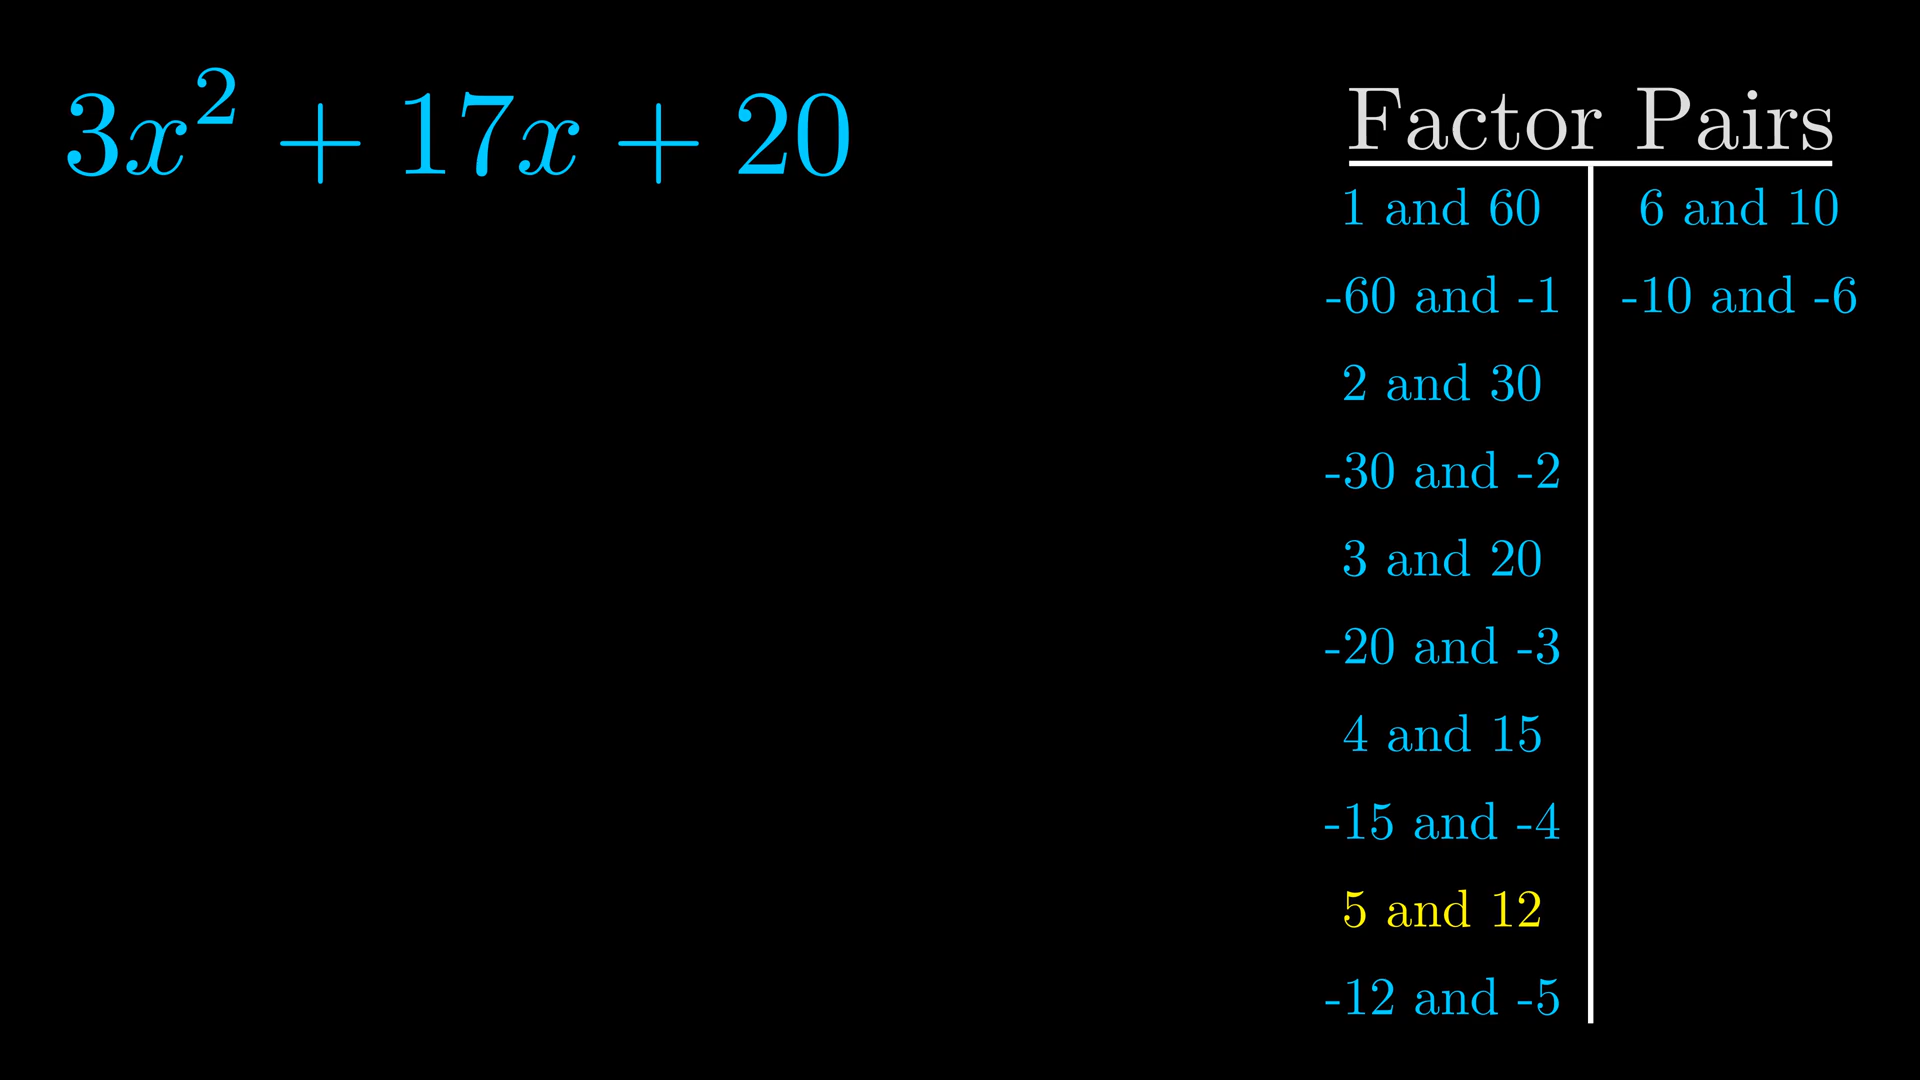 3x² + 17x + 20
Factor Pairs
1 and 60
-60 and -1
2 and 30
-30 and -2
3 and 20
-20 and -3
4 and 15
-15 and -4
5 and 12
-12 and -5
6 and 10
-10 and -6